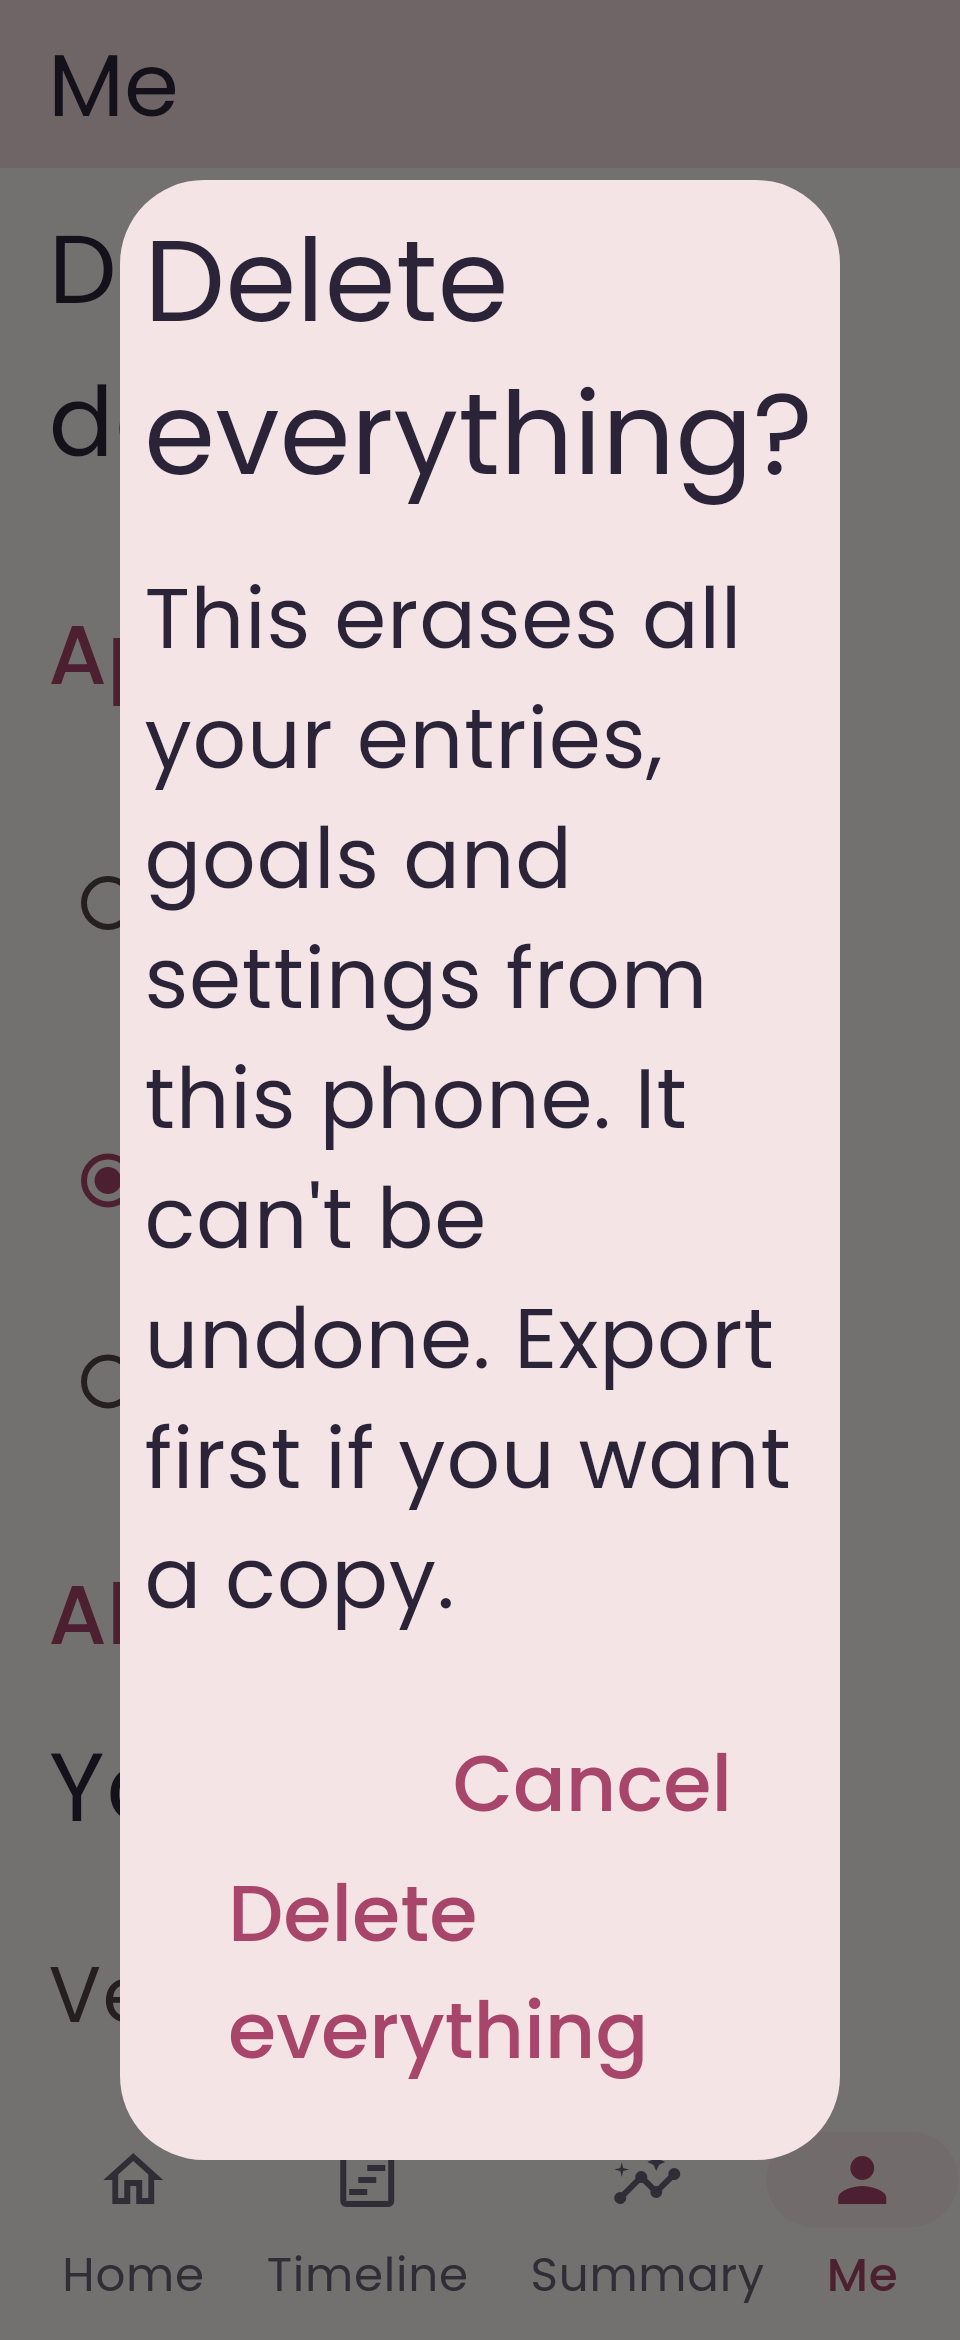 Me
Delete
everything?
This erases all
your entries,
goals and
settings from
this phone. It
can't be
undone. Export
first if you want
a copy.
Cancel
Delete
everything
Home Timeline Summary Me